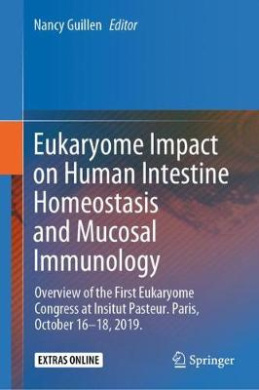 Nancy Guillen Editor
Eukaryome Impact
on Human Intestine
Homeostasis
and Mucosal
Immunology
Overview of the First Eukaryome
Congress at Insitut Pasteur. Paris,
October 16–18, 2019.
EXTRAS ONLINE
Springer